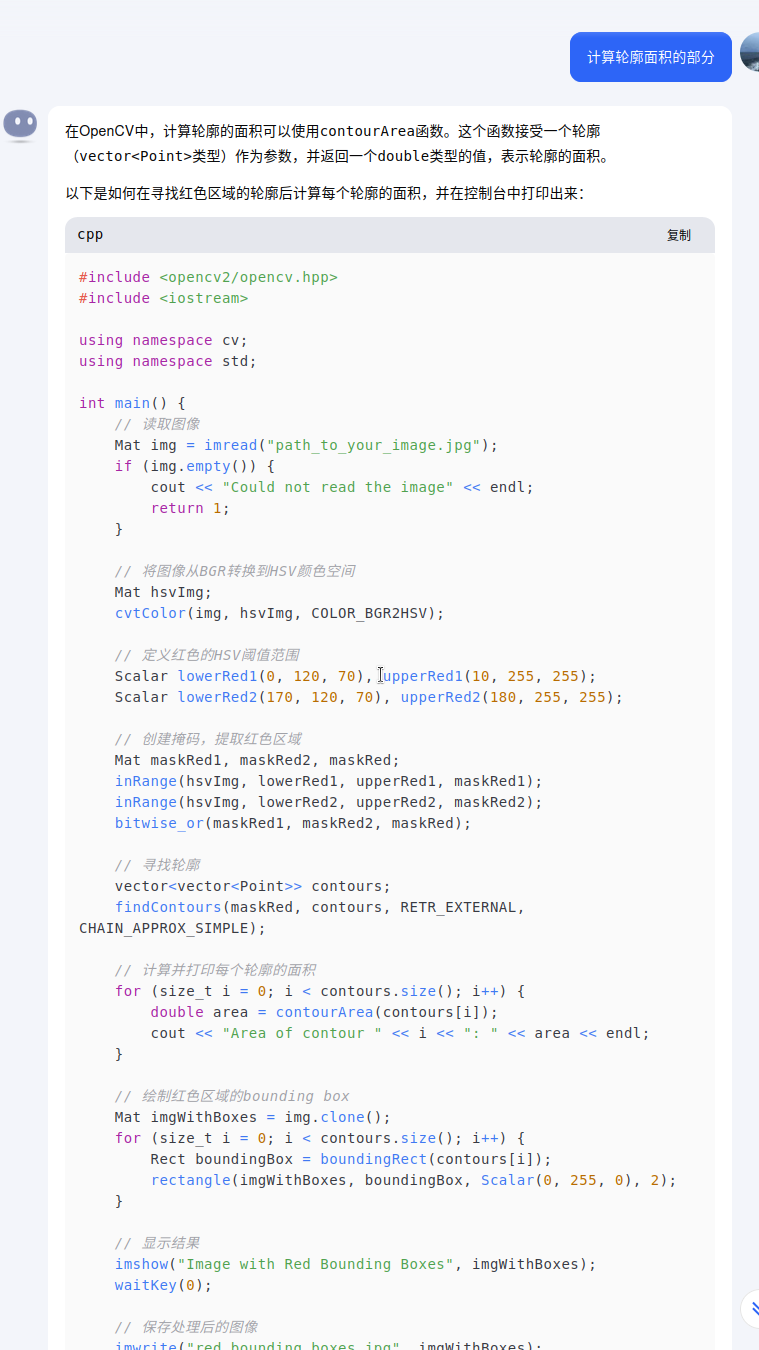 计算轮廓面积的部分
在OpenCV中，计算轮廓的面积可以使用contourArea函数。这个函数接受一个轮廓
（vector<Point>类型）作为参数，并返回一个double类型的值，表示轮廓的面积。
以下是如何在寻找红色区域的轮廓后计算每个轮廓的面积，并在控制台中打印出来：
cpp 复制
#include <opencv2/opencv.hpp>
#include <iostream>
using namespace cv;
using namespace std;
int main() {
// 读取图像
Mat img = imread("path_to_your_image.jpg");
if (img.empty()) {
cout << "Could not read the image" << endl;
return 1;
}
// 将图像从BGR转换到HSV颜色空间
Mat hsvImg;
cvtColor(img, hsvImg, COLOR_BGR2HSV);
// 定义红色的HSV阈值范围
Scalar lowerRed1(0, 120, 70), upperRed1(10, 255, 255);
Scalar lowerRed2(170, 120, 70), upperRed2(180, 255, 255);
// 创建掩码，提取红色区域
Mat maskRed1, maskRed2, maskRed;
inRange(hsvImg, lowerRed1, upperRed1, maskRed1);
inRange(hsvImg, lowerRed2, upperRed2, maskRed2);
bitwise_or(maskRed1, maskRed2, maskRed);
// 寻找轮廓
vector<vector<Point>> contours;
findContours(maskRed, contours, RETR_EXTERNAL,
CHAIN_APPROX_SIMPLE);
// 计算并打印每个轮廓的面积
for (size_t i = 0; i < contours.size(); i++) {
double area = contourArea(contours[i]);
cout << "Area of contour " << i << ": " << area << endl;
}
// 绘制红色区域的bounding box
Mat imgWithBoxes = img.clone();
for (size_t i = 0; i < contours.size(); i++) {
Rect boundingBox = boundingRect(contours[i]);
rectangle(imgWithBoxes, boundingBox, Scalar(0, 255, 0), 2);
}
// 显示结果
imshow("Image with Red Bounding Boxes", imgWithBoxes);
waitKey(0);
// 保存处理后的图像
imwrite("red_bounding_boxes.jpg", imgWithBoxes);